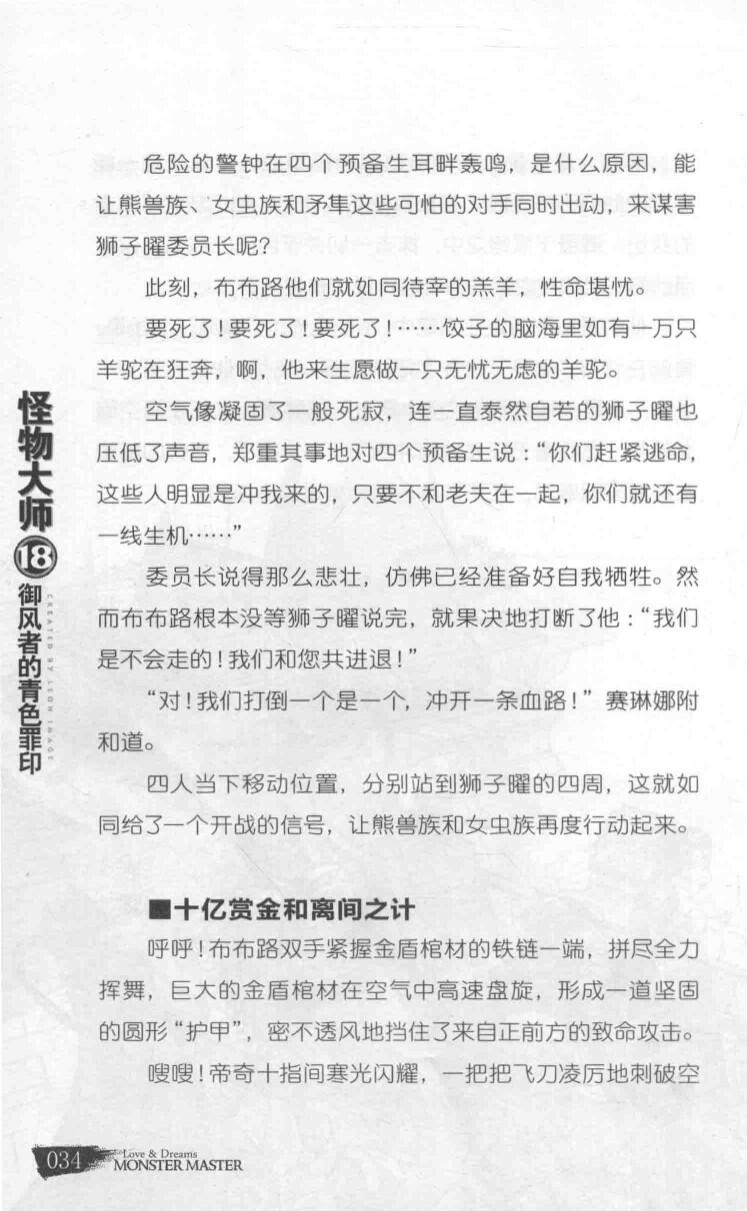 危险的警钟在四个预备生耳畔轰鸣，是什么原因，能
让熊兽族、女虫族和矛隼这些可怕的对手同时出动，来谋害
狮子曜委员长呢？
此刻，布布路他们就如同待宰的羔羊，性命堪忧。
要死了！要死了！要死了！……饺子的脑海里如有一万只
羊驼在狂奔，啊，他来生愿做一只无忧无虑的羊驼。
空气像凝固了一般死寂，连一直泰然自若的狮子曜也
压低了声音，郑重其事地对四个预备生说：“你们赶紧逃命，
这些人明显是冲我来的，只要不和老夫在一起，你们就还有
一线生机……”
委员长说得那么悲壮，仿佛已经准备好自我牺牲。然
而布布路根本没等狮子曜说完，就果决地打断了他：“我们
是不会走的！我们和您共进退！”
“对！我们打倒一个是一个，冲开一条血路！”赛琳娜附
和道。
四人当下移动位置，分别站到狮子曜的四周，这就如
同给了一个开战的信号，让熊兽族和女虫族再度行动起来。
■十亿赏金和离间之计
呼呼！布布路双手紧握金盾棺材的铁链一端，拼尽全力
挥舞，巨大的金盾棺材在空气中高速盘旋，形成一道坚固
的圆形“护甲”，密不透风地挡住了来自正前方的致命攻击。
嗖嗖！帝奇十指间寒光闪耀，一把把飞刀凌厉地刺破空
怪物大师⑱御风者的青色罪印
CREATED BY LEON IMAGE
034
Love & Dreams
MONSTER MASTER